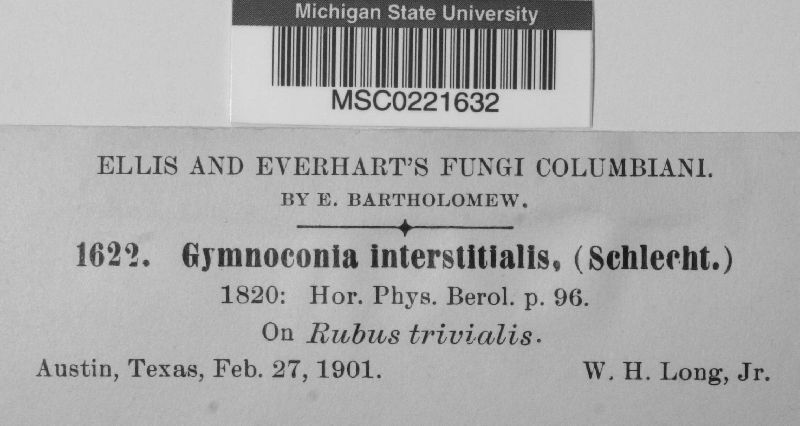 Michigan State University
MSC0221632
ELLIS AND EVERHART'S FUNGI COLUMBIANI.
BY E. BARTHOLOMEW.
1622. Gymnoconia interstitialis, (Schlecht.)
1820: Hor. Phys. Berol. p. 96.
On Rubus trivialis.
Austin, Texas, Feb. 27, 1901. W. H. Long, Jr.